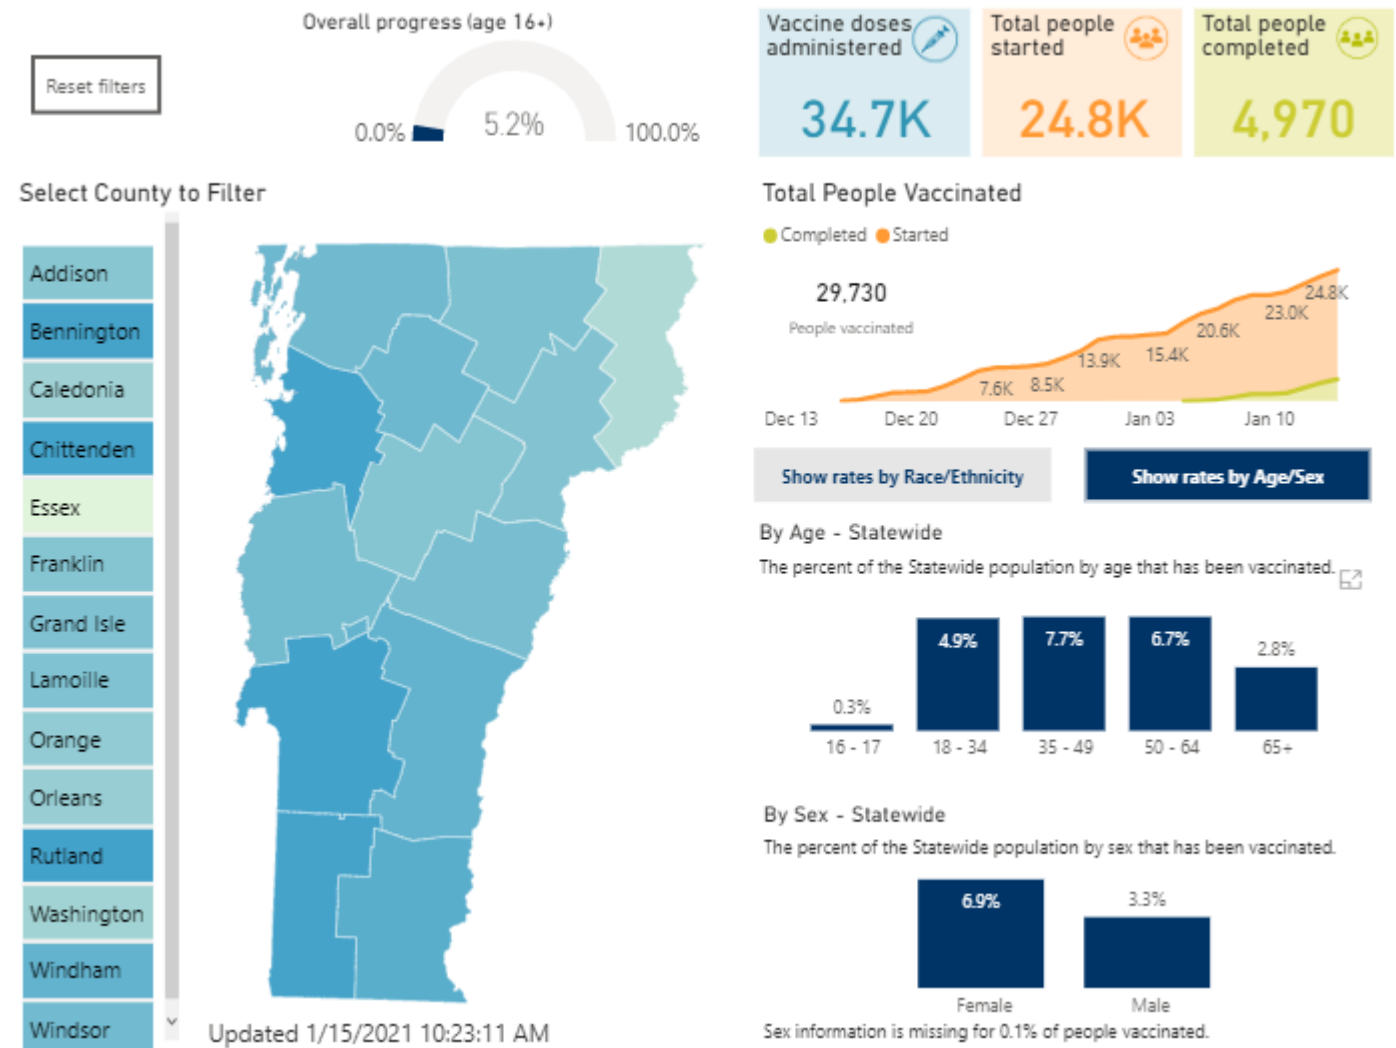 Overall progress (age 16+)
Reset filters
0.0%
5.2%
100.0%
Vaccine doses
administered
34.7K
Total people
started
24.8K
Total people
completed
4,970
Select County to Filter
Addison
Bennington
Caledonia
Chittenden
Essex
Franklin
Grand Isle
Lamoille
Orange
Orleans
Rutland
Washington
Windham
Windsor
Updated 1/15/2021 10:23:11 AM
Total People Vaccinated
Completed Started
29,730
People vaccinated
7.6K
8.5K
13.9K
15.4K
20.6K
23.0K
24.8K
Dec 13 Dec 20 Dec 27 Jan 03 Jan 10
Show rates by Race/Ethnicity
Show rates by Age/Sex
By Age - Statewide
The percent of the Statewide population by age that has been vaccinated.
0.3% 4.9% 7.7% 6.7% 2.8%
16 - 17 18 - 34 35 - 49 50 - 64 65+
By Sex - Statewide
The percent of the Statewide population by sex that has been vaccinated.
6.9% 3.3%
Female Male
Sex information is missing for 0.1% of people vaccinated.